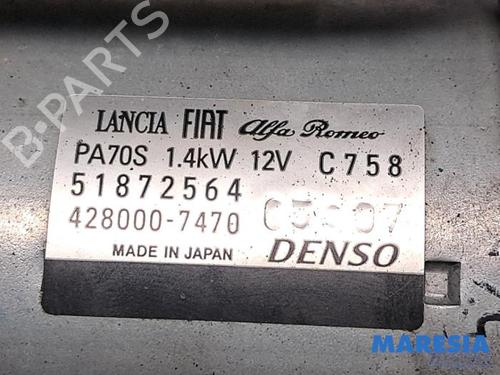 LANCIA FIAT Alfa Romeo
PA70S 1.4kW 12V C758
51872564
428000-7470
MADE IN JAPAN DENSO
B-PARTS
MARESIA